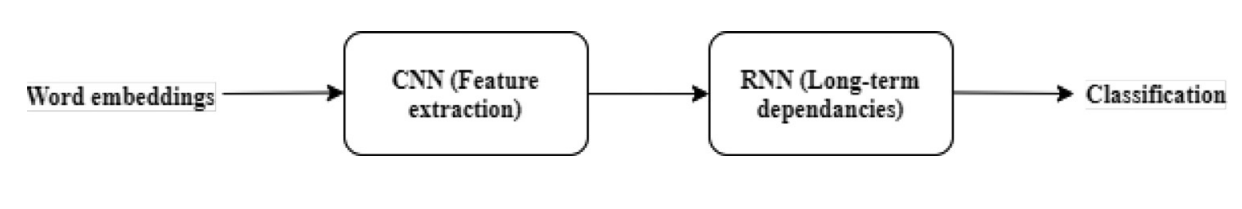 Word embeddings
CNN (Feature
extraction)
RNN (Long-term
dependancies)
Classification